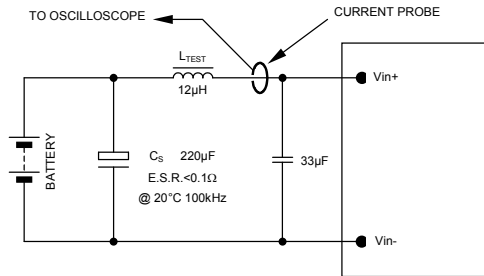 TO OSCILLOSCOPE
CURRENT PROBE
LTEST
12µH
Vin+
BATTERY
CS 220µF
E.S.R.<0.1Ω
@ 20°C 100kHz
33µF
Vin-